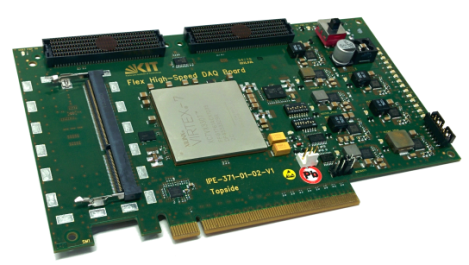 KIT
Flex High-Speed DAQ Board
VIRTEX-7
IPE-371-01-02-V1
Topside
Pb